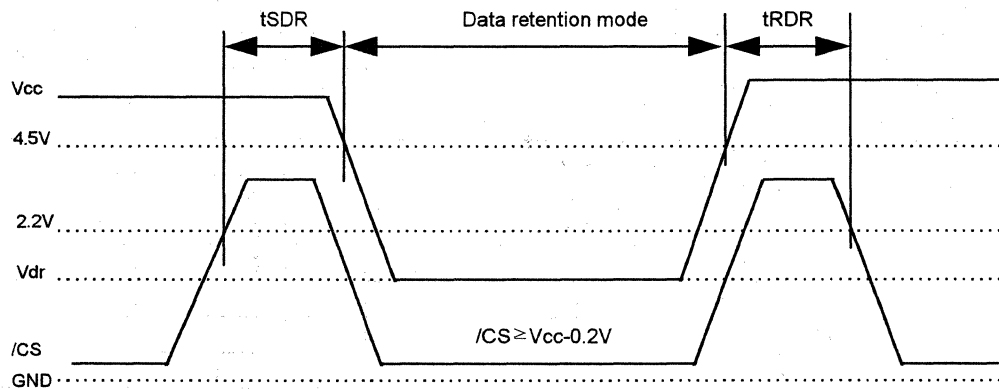 tSDR Data retention mode tRDR
Vcc
4.5V
2.2V
Vdr
/CS≥Vcc-0.2V
/CS
GND